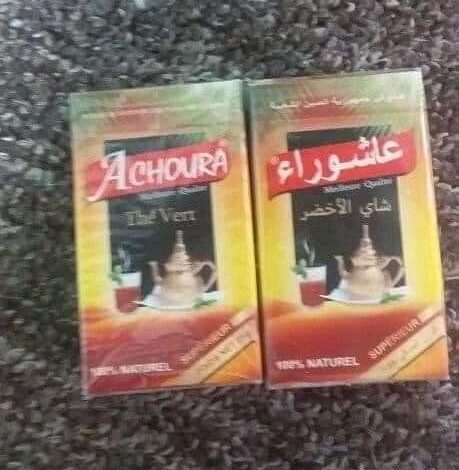 ACHOURA
Meilleure Qualité
Thé Vert
SUPERIEUR
100% NATUREL
عاشوراء
Meilleure Qualité
شاي الأخضر
SUPERIEUR
100% NATUREL